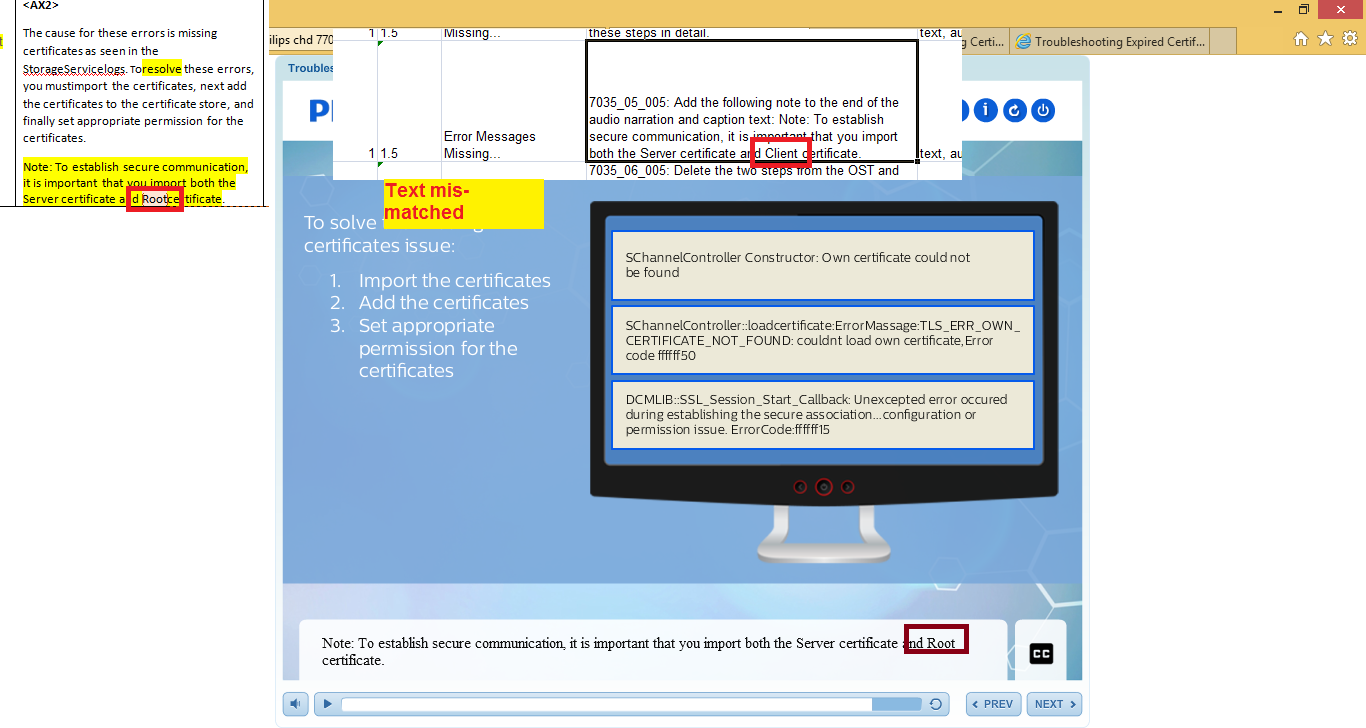 <AX2>
The cause for these errors is missing
certificates as seen in the
StorageServicelogs. Toresolve these errors,
you mustimport the certificates, next add
the certificates to the certificate store, and
finally set appropriate permission for the
certificates.
Note: To establish secure communication,
it is important that you import both the
Server certificate and Rootcertificate.
ilips chd 770
g Certi...
Troubleshooting Expired Certif...
1 1.5 Missing... these steps in detail. text, au
7035_05_005: Add the following note to the end of the
audio narration and caption text: Note: To establish
Error Messages secure communication, it is important that you import
1 1.5 Missing... both the Server certificate and Client certificate. text, au
7035_06_005: Delete the two steps from the OST and
Troubles
P
Text mis-
matched
To solve
certificates issue:
1. Import the certificates
2. Add the certificates
3. Set appropriate
permission for the
certificates
SChannelController Constructor: Own certificate could not
be found
SChannelController::loadcertificate:ErrorMassage:TLS_ERR_OWN_
CERTIFICATE_NOT_FOUND: couldnt load own certificate,Error
code ffffff50
DCMLIB::SSL_Session_Start_Callback: Unexcepted error occured
during establishing the secure association...configuration or
permission issue. ErrorCode:ffffff15
Note: To establish secure communication, it is important that you import both the Server certificate and Root
certificate.
CC
PREV
NEXT